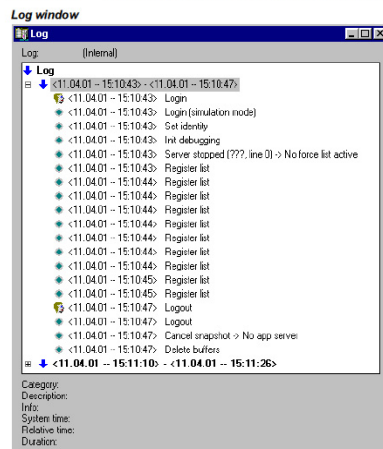 Log window
Log
Log: (Internal)
Log
<11.04.01 -- 15:10:43> - <11.04.01 -- 15:10:47>
<11.04.01 -- 15:10:43> Login
<11.04.01 -- 15:10:43> Login (simulation mode)
<11.04.01 -- 15:10:43> Set identity
<11.04.01 -- 15:10:43> Init debugging
<11.04.01 -- 15:10:43> Server stopped (???, line 0) -> No force list active
<11.04.01 -- 15:10:43> Register list
<11.04.01 -- 15:10:44> Register list
<11.04.01 -- 15:10:44> Register list
<11.04.01 -- 15:10:44> Register list
<11.04.01 -- 15:10:44> Register list
<11.04.01 -- 15:10:44> Register list
<11.04.01 -- 15:10:44> Register list
<11.04.01 -- 15:10:45> Register list
<11.04.01 -- 15:10:45> Register list
<11.04.01 -- 15:10:47> Logout
<11.04.01 -- 15:10:47> Logout
<11.04.01 -- 15:10:47> Cancel snapshot -> No app server
<11.04.01 -- 15:10:47> Delete buffers
<11.04.01 -- 15:11:10> - <11.04.01 -- 15:11:26>
Category:
Description:
Info:
System time:
Relative time:
Duration: